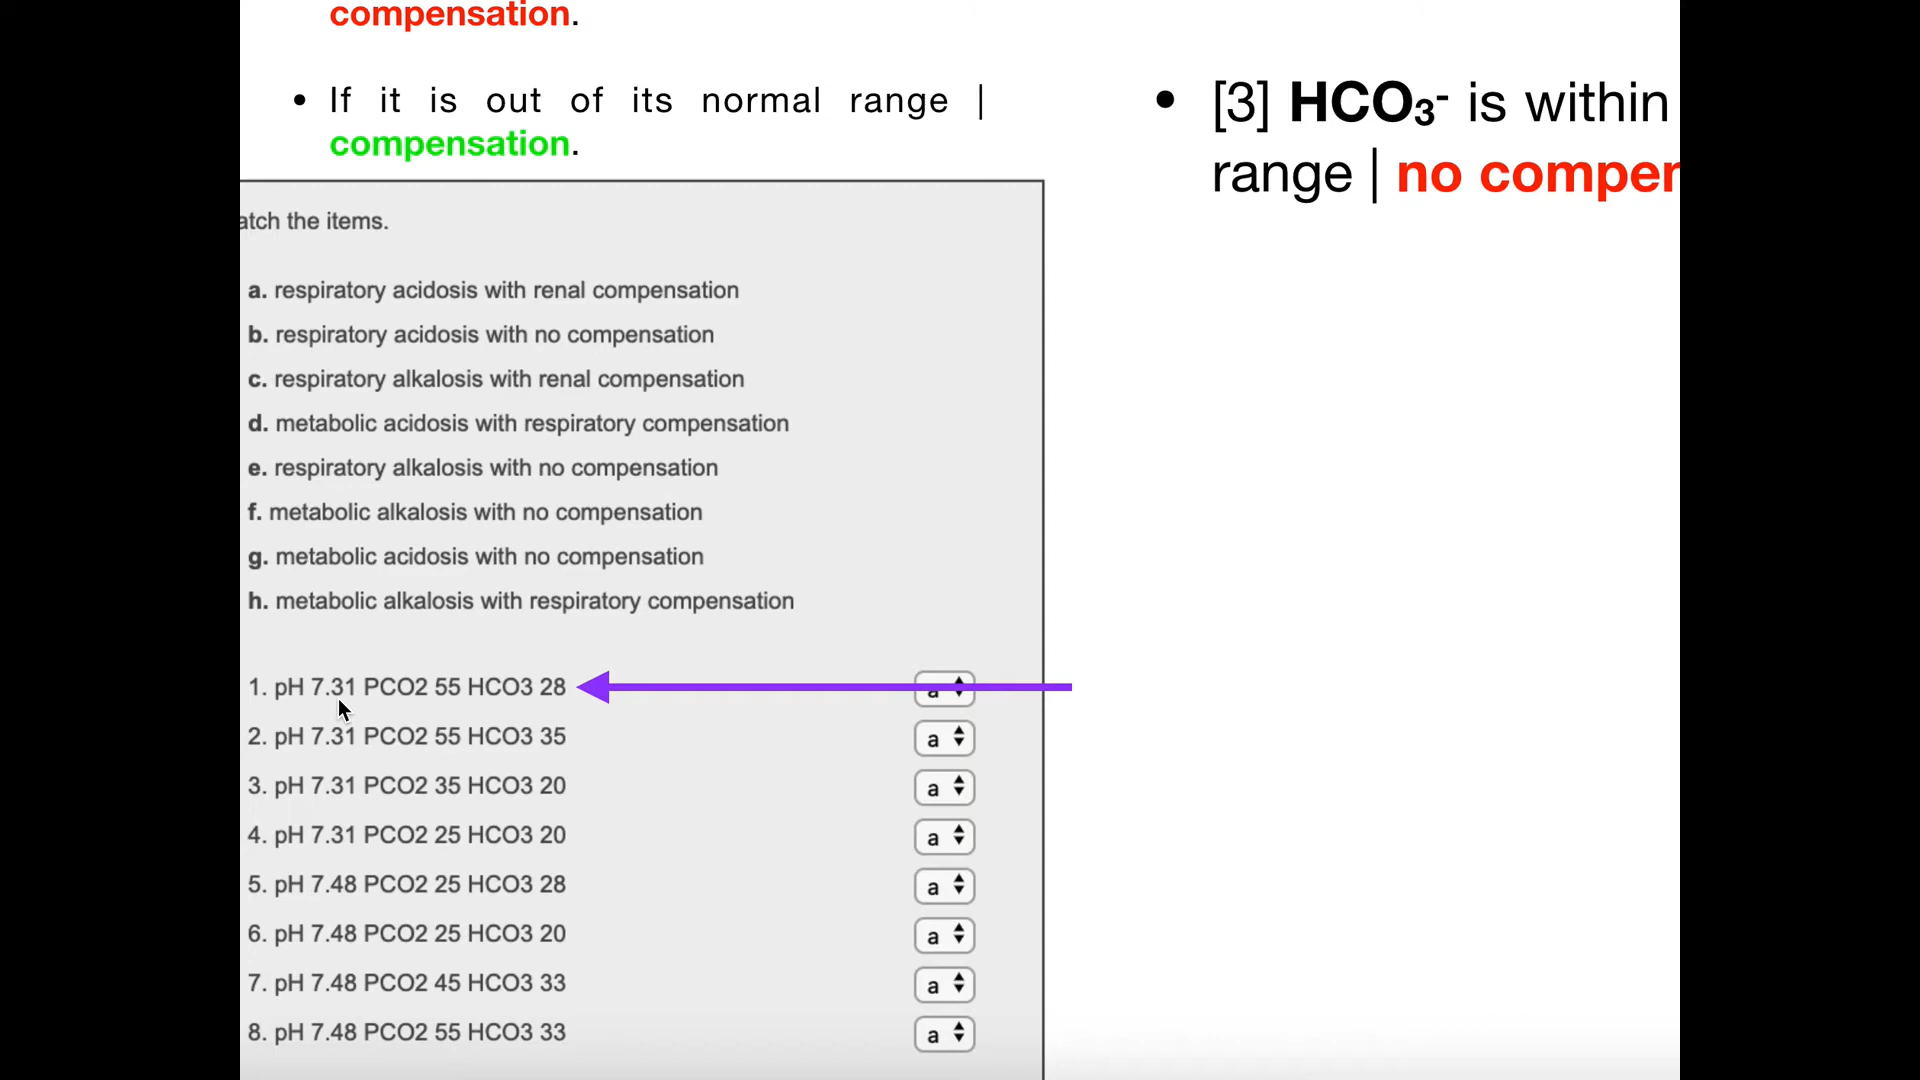 compensation.
• If it is out of its normal range |
compensation.
atch the items.
a. respiratory acidosis with renal compensation
b. respiratory acidosis with no compensation
c. respiratory alkalosis with renal compensation
d. metabolic acidosis with respiratory compensation
e. respiratory alkalosis with no compensation
f. metabolic alkalosis with no compensation
g. metabolic acidosis with no compensation
h. metabolic alkalosis with respiratory compensation
1. pH 7.31 PCO2 55 HCO3 28 a
2. pH 7.31 PCO2 55 HCO3 35 a
3. pH 7.31 PCO2 35 HCO3 20 a
4. pH 7.31 PCO2 25 HCO3 20 a
5. pH 7.48 PCO2 25 HCO3 28 a
6. pH 7.48 PCO2 25 HCO3 20 a
7. pH 7.48 PCO2 45 HCO3 33 a
8. pH 7.48 PCO2 55 HCO3 33 a
• [3] HCO₃⁻ is within
range | no compen